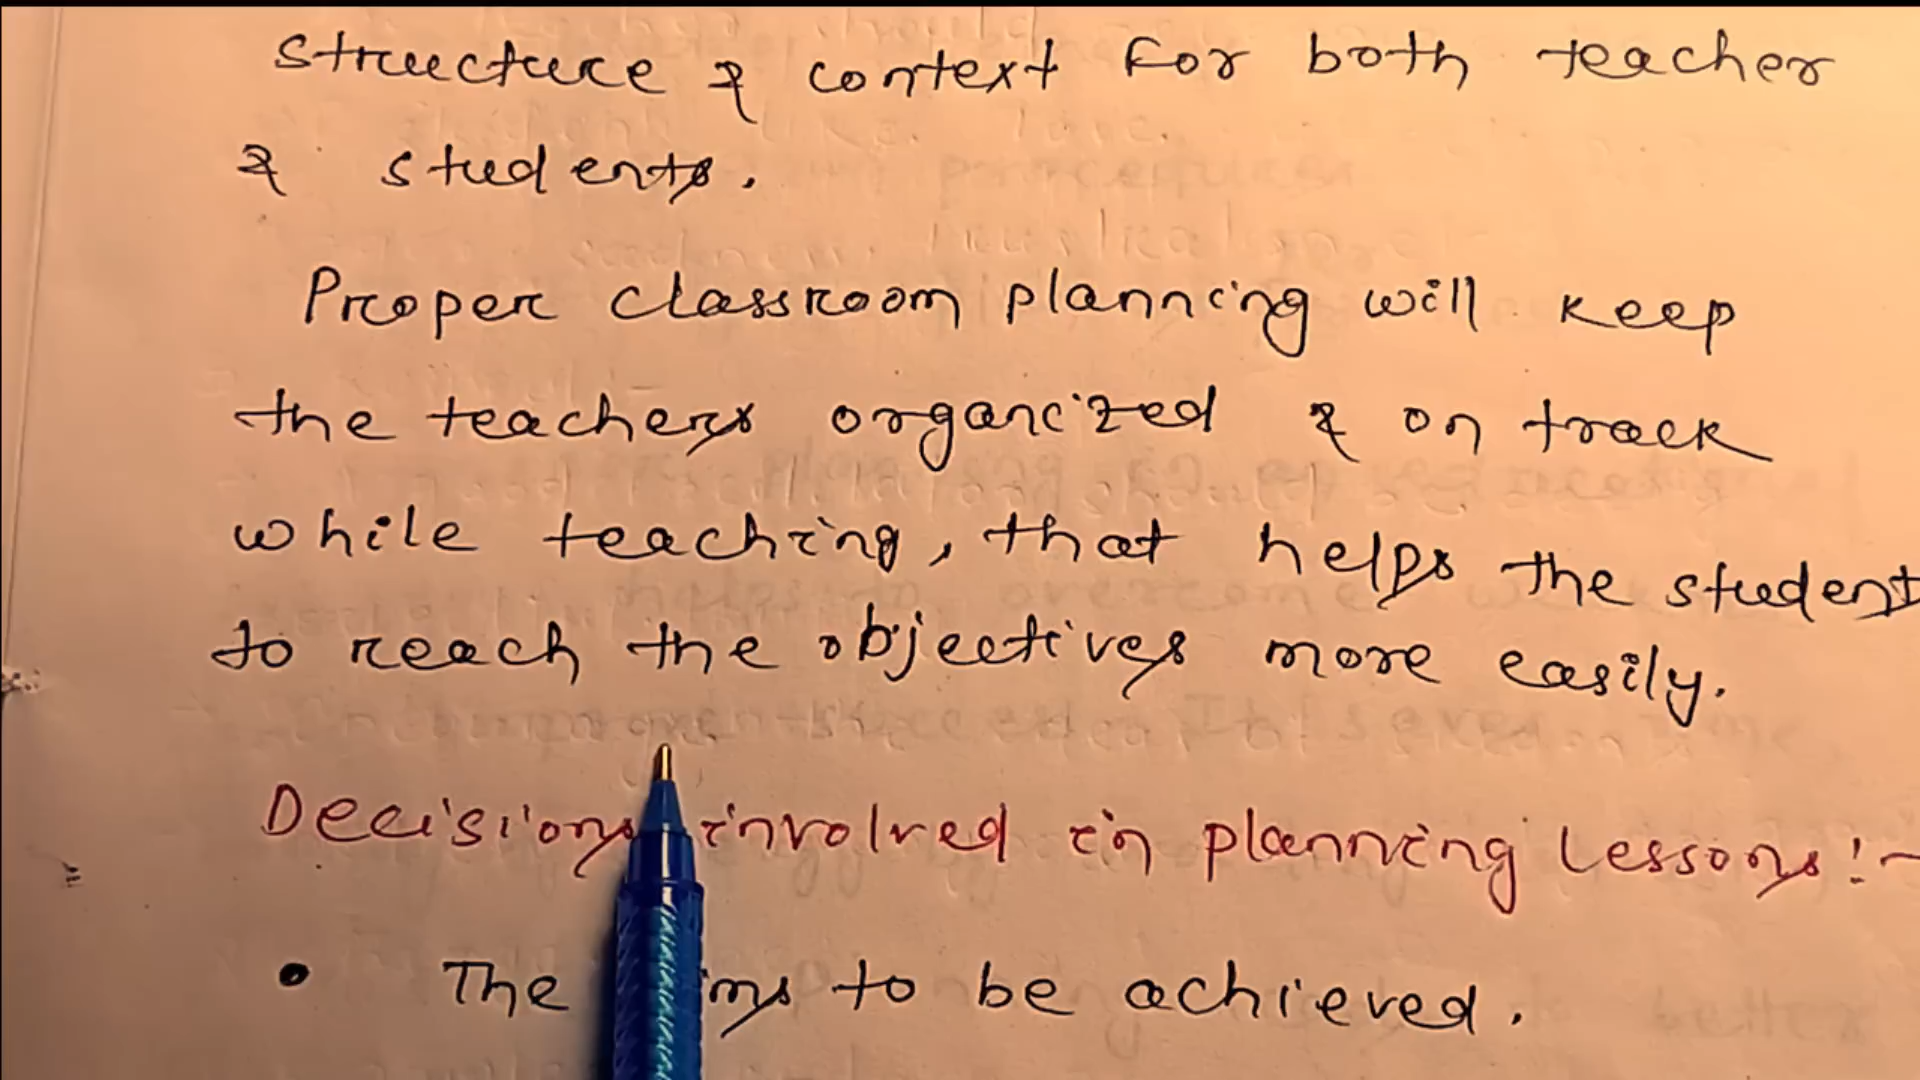 structure & context for both teacher
& students.
Proper classroom planning will keep
the teachers organized & on track
while teaching, that helps the student
to reach the objectives more easily.
Decisions involved in planning Lessons:-
• The to be achieved.